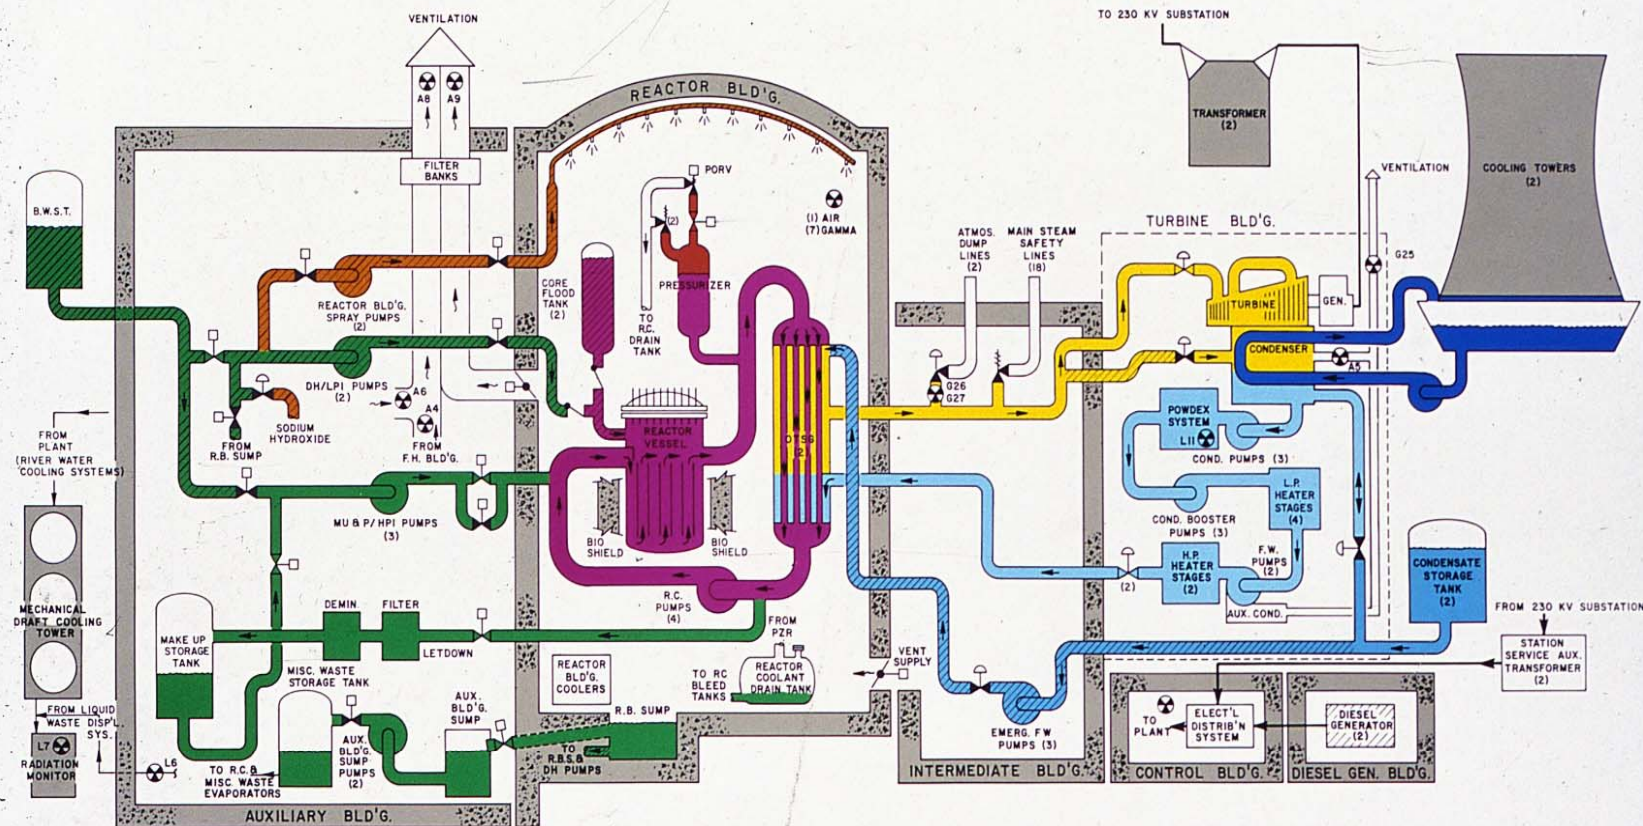 VENTILATION
TO 230 KV SUBSTATION
A8
A9
REACTOR BLD'G.
TRANSFORMER
(2)
FILTER
BANKS
PORV
VENTILATION
COOLING TOWERS
(2)
B.W.S.T.
(2)
(1) AIR
(7) GAMMA
ATMOS.
DUMP
LINES
(2)
MAIN STEAM
SAFETY
LINES
(18)
TURBINE BLD'G.
G25
REACTOR BLD'G.
SPRAY PUMPS
(2)
CORE
FLOOD
TANK
(2)
PRESSURIZER
TO
R.C.
DRAIN
TANK
TURBINE
GEN.
CONDENSER
A5
DH/LPI PUMPS
(2)
A6
A4
G26
G27
SODIUM
HYDROXIDE
FROM
R.B. SUMP
FROM
F.H. BLD'G.
REACTOR
VESSEL
OTSG
(2)
POWDEX
SYSTEM
L11
COND. PUMPS (3)
FROM
PLANT
(RIVER WATER
COOLING SYSTEMS)
MU & P/HPI PUMPS
(3)
BIO
SHIELD
BIO
SHIELD
COND. BOOSTER
PUMPS (3)
L.P.
HEATER
STAGES
(4)
F.W.
PUMPS
(2)
H.P.
HEATER
STAGES
(2)
(2)
AUX. COND.
CONDENSATE
STORAGE
TANK
(2)
MECHANICAL
DRAFT COOLING
TOWER
MAKE UP
STORAGE
TANK
DEMIN
FILTER
LETDOWN
R.C.
PUMPS
(4)
FROM
PZR
FROM 230 KV SUBSTATION
STATION
SERVICE AUX.
TRANSFORMER
(2)
MISC. WASTE
STORAGE TANK
REACTOR
BLD'G.
COOLERS
TO RC
BLEED
TANKS
REACTOR
COOLANT
DRAIN TANK
VENT
SUPPLY
FROM LIQUID
WASTE DISP'L
SYS.
AUX.
BLD'G.
SUMP
R.B. SUMP
EMERG. FW
PUMPS (3)
TO
PLANT
ELECT'L
DISTRIB'N
SYSTEM
DIESEL
GENERATOR
(2)
L7
RADIATION
MONITOR
L6
TO R.C.&
MISC. WASTE
EVAPORATORS
AUX.
BLD'G.
SUMP
PUMPS
(2)
TO
R.B.S.&
DH PUMPS
INTERMEDIATE BLD'G.
CONTROL BLD'G.
DIESEL GEN. BLD'G.
AUXILIARY BLD'G.